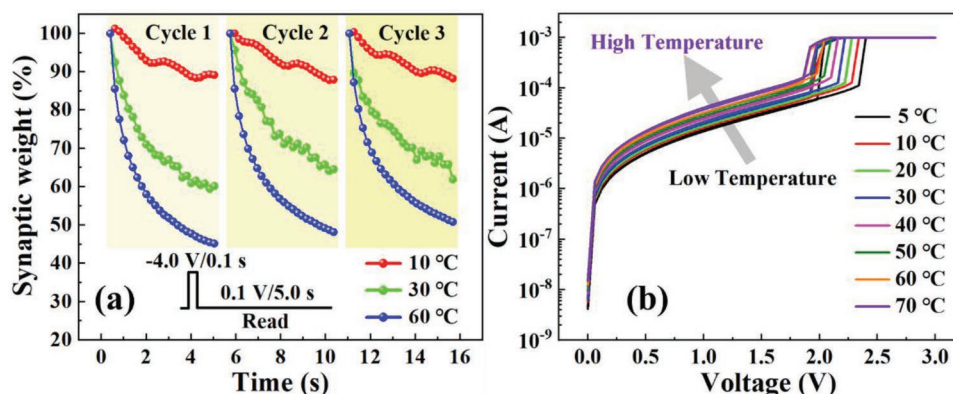 Synaptic weight (%)
100
90
80
70
60
50
40
30
20
Cycle 1
Cycle 2
Cycle 3
-4.0 V/0.1 s
0.1 V/5.0 s
Read
(a)
10 °C
30 °C
60 °C
0 2 4 6 8 10 12 14 16
Time (s)
Current (A)
10⁻³
10⁻⁴
10⁻⁵
10⁻⁶
10⁻⁷
10⁻⁸
10⁻⁹
High Temperature
Low Temperature
5 °C
10 °C
20 °C
30 °C
40 °C
50 °C
60 °C
70 °C
(b)
0.0 0.5 1.0 1.5 2.0 2.5 3.0
Voltage (V)